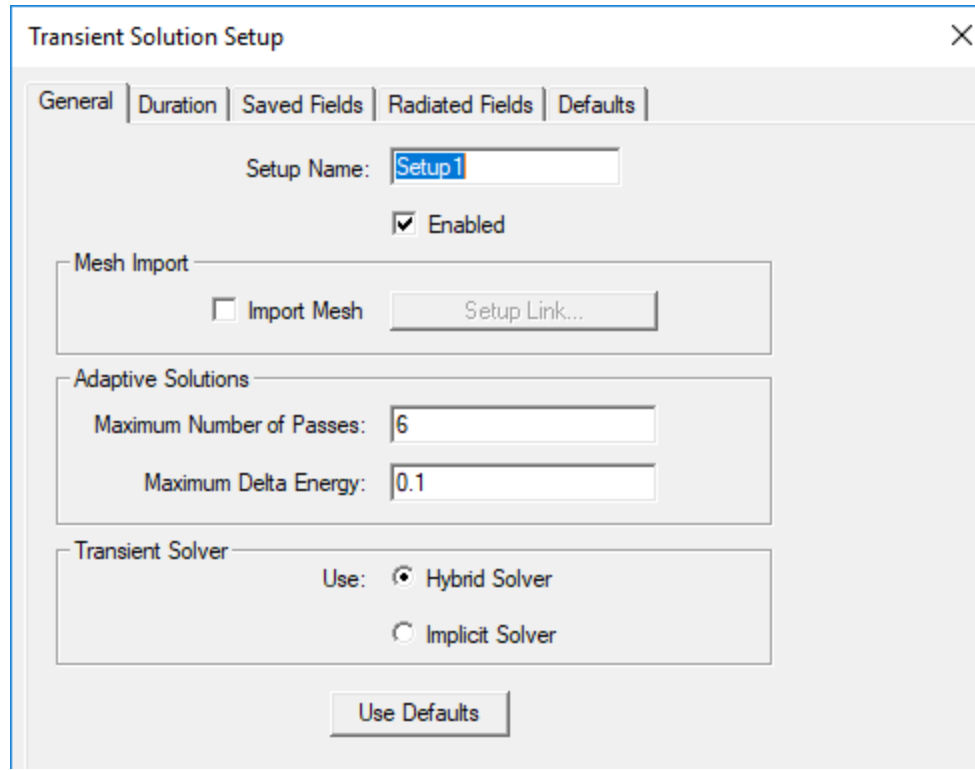 Transient Solution Setup
General Duration Saved Fields Radiated Fields Defaults
Setup Name: Setup1
Enabled
Mesh Import
Import Mesh Setup Link...
Adaptive Solutions
Maximum Number of Passes: 6
Maximum Delta Energy: 0.1
Transient Solver
Use: Hybrid Solver
Implicit Solver
Use Defaults